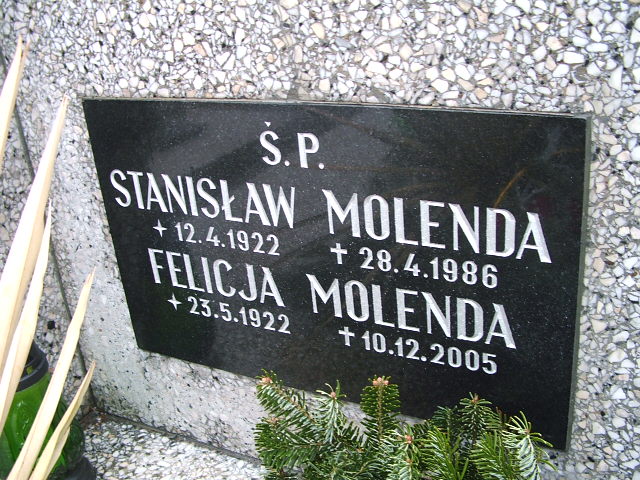 Ś.P.
STANISŁAW MOLENDA
✦ 12.4.1922 ✝ 28.4.1986
FELICJA MOLENDA
✦ 23.5.1922 ✝ 10.12.2005